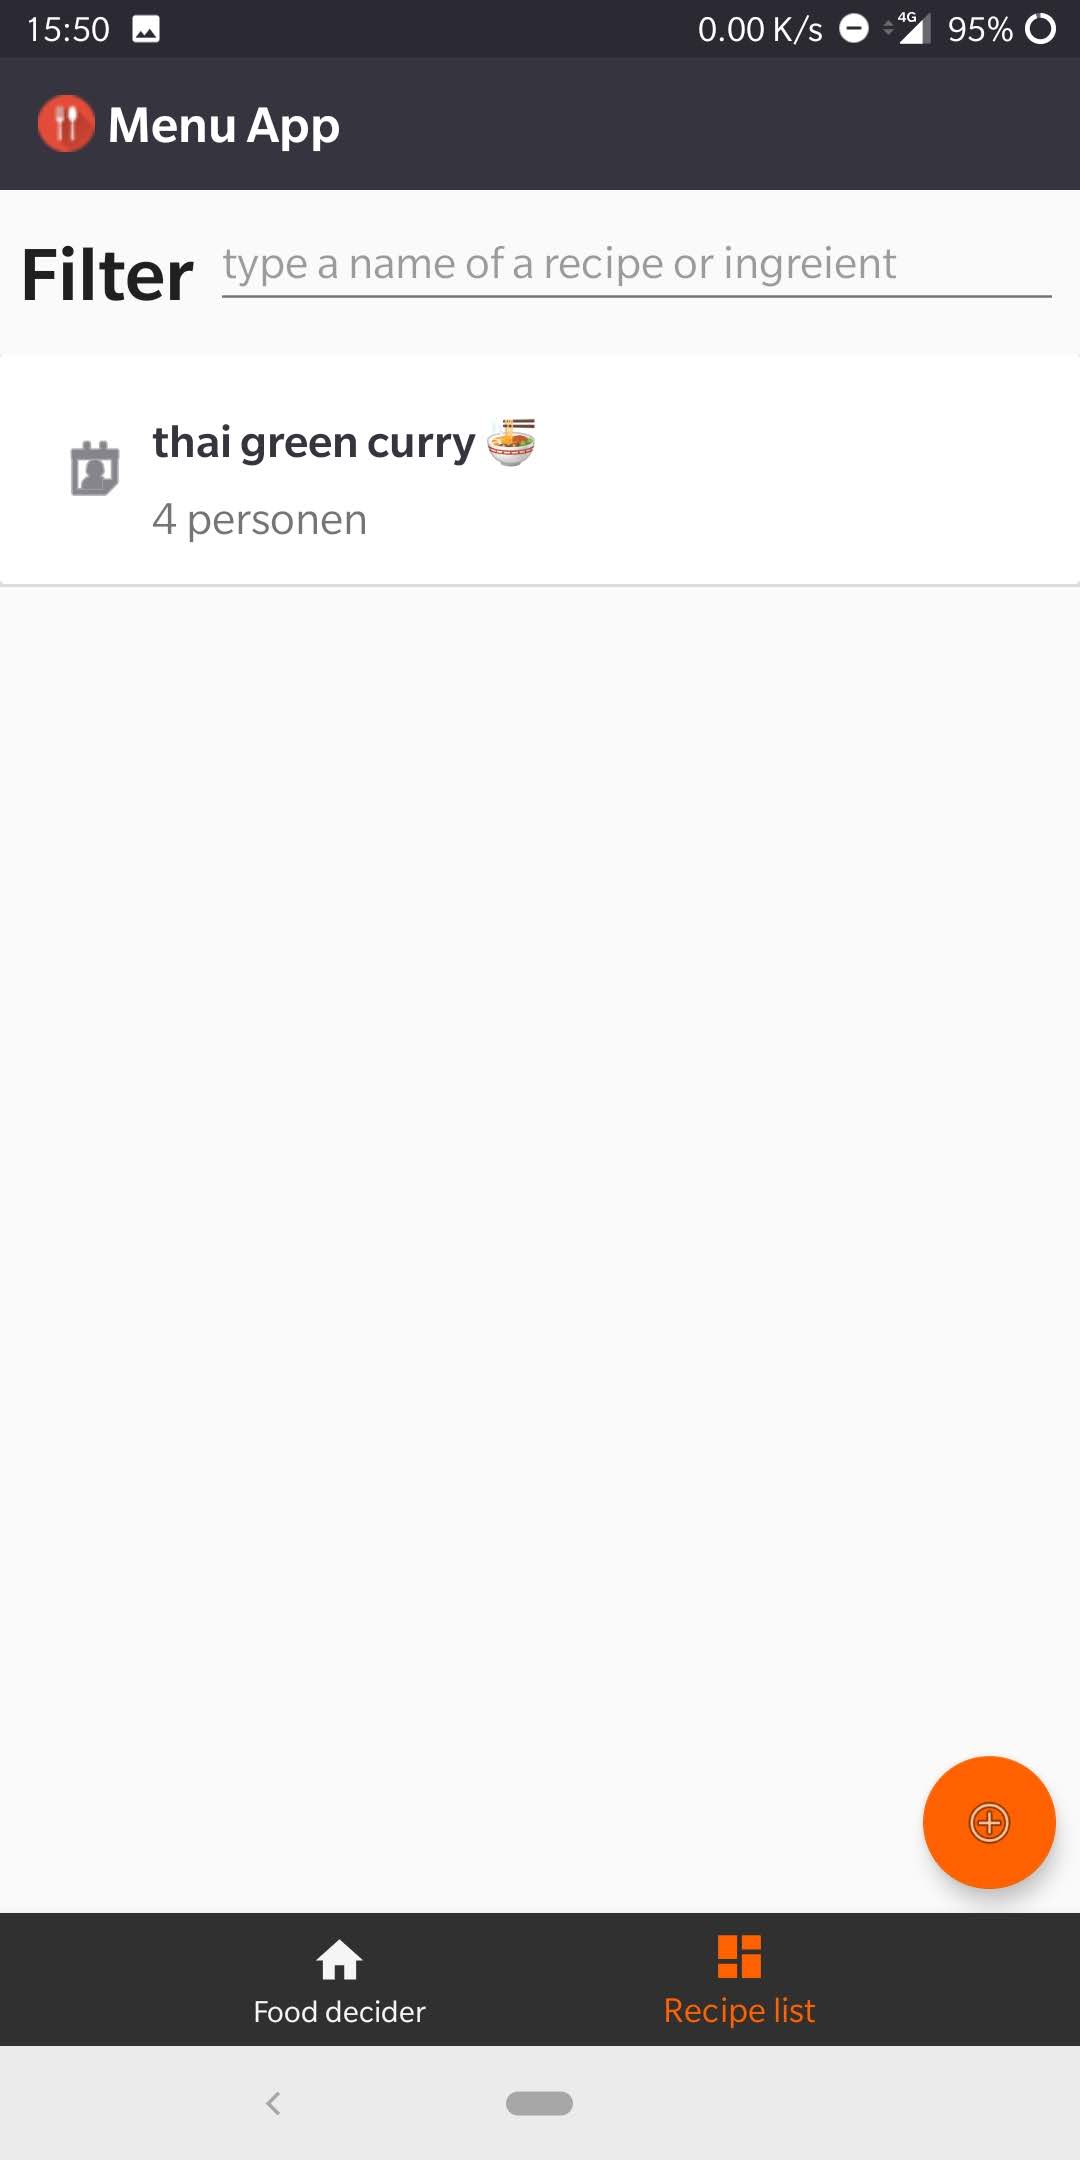 15:50 0.00 K/s 4G 95%
Menu App
Filter type a name of a recipe or ingreient
thai green curry 🍜
4 personen
Food decider Recipe list